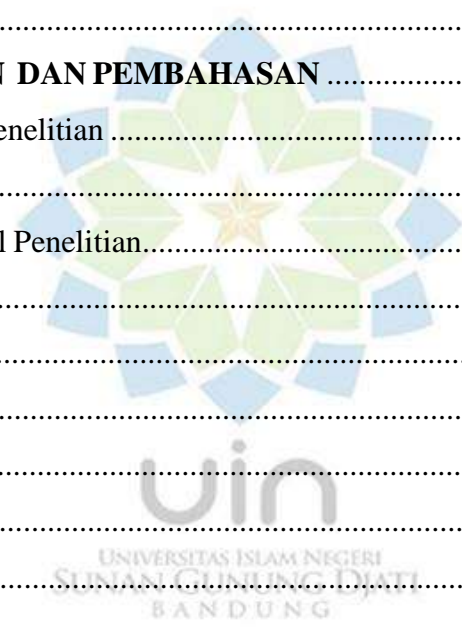 ........................................................
N DAN PEMBAHASAN ................
enelitian ...........................................
........................................................
l Penelitian.......................................
........................................................
........................................................
........................................................
uin
........................................................
........................................................
UNIVERSITAS ISLAM NEGERI
SUNAN GUNUNG DJATI
........................................................
BANDUNG